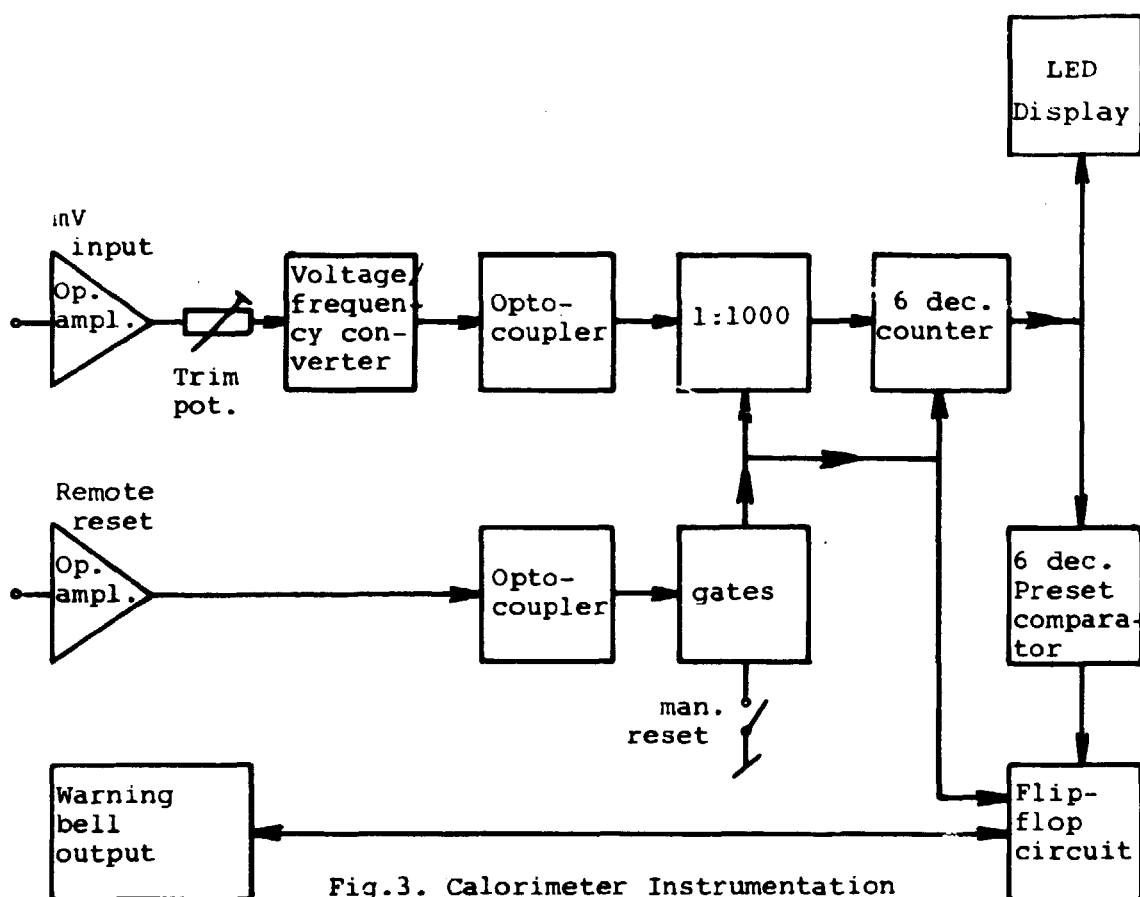 LED
Display
mV
input
Op.
ampl.
Trim
pot.
Voltage/
frequen-
cy con-
verter
Opto-
coupler
1:1000
6 dec.
counter
Remote
reset
Op.
ampl.
Opto-
coupler
gates
man.
reset
6 dec.
Preset
compara-
tor
Warning
bell
output
Flip-
flop
circuit
Fig.3. Calorimeter Instrumentation